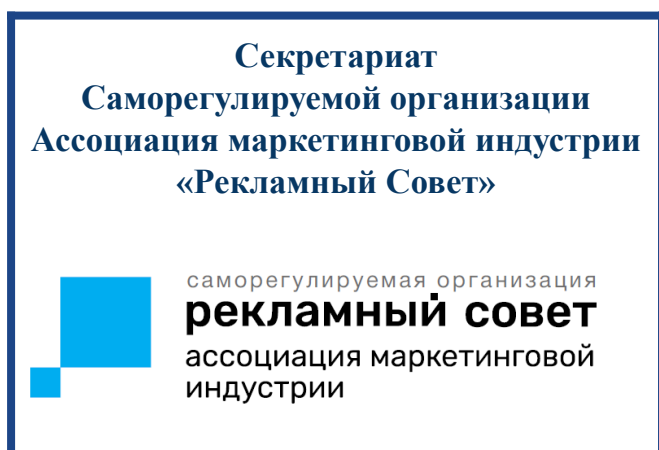 Секретариат
Саморегулируемой организации
Ассоциация маркетинговой индустрии
«Рекламный Совет»
саморегулируемая организация
рекламный совет
ассоциация маркетинговой
индустрии